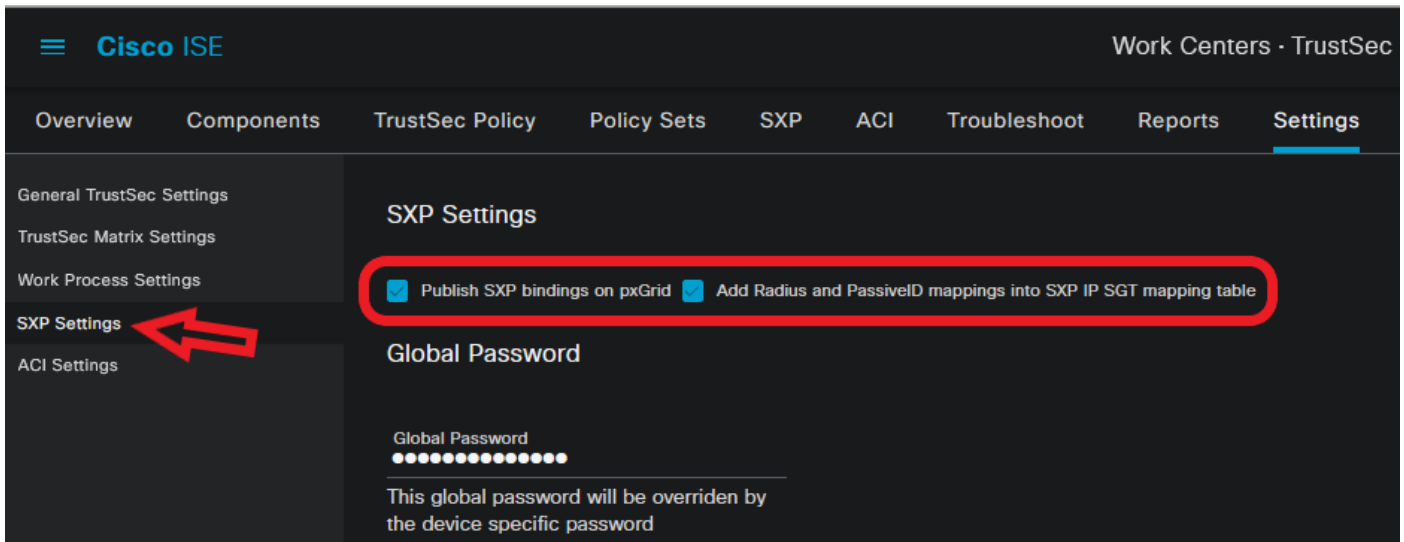 Cisco ISE
Work Centers · TrustSec
Overview Components TrustSec Policy Policy Sets SXP ACI Troubleshoot Reports Settings
General TrustSec Settings
TrustSec Matrix Settings
Work Process Settings
SXP Settings
ACI Settings
SXP Settings
Publish SXP bindings on pxGrid Add Radius and PassiveID mappings into SXP IP SGT mapping table
Global Password
Global Password
●●●●●●●●●●●●●●
This global password will be overriden by
the device specific password